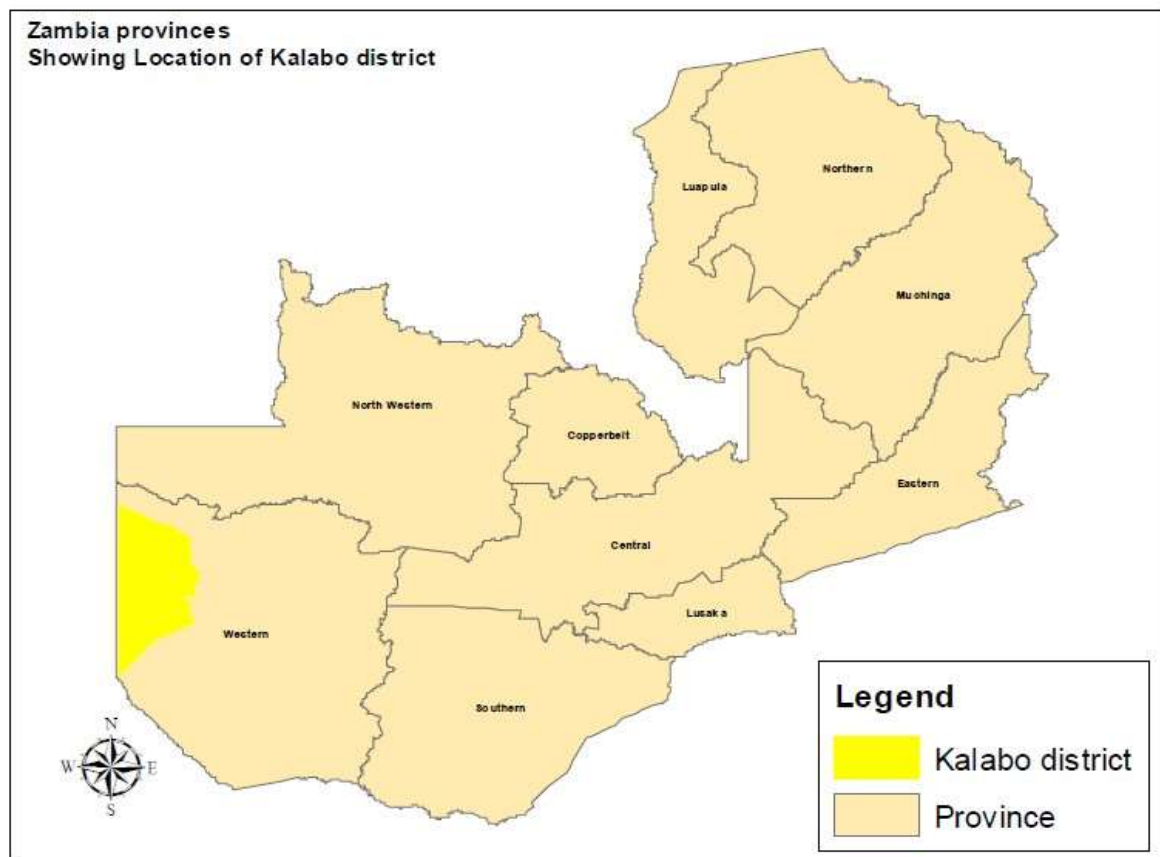 Zambia provinces
Showing Location of Kalabo district
Northern
Luapula
Muchinga
North Western
Copperbelt
Eastern
Central
Lusaka
Western
Southern
N
W
E
S
Legend
Kalabo district
Province